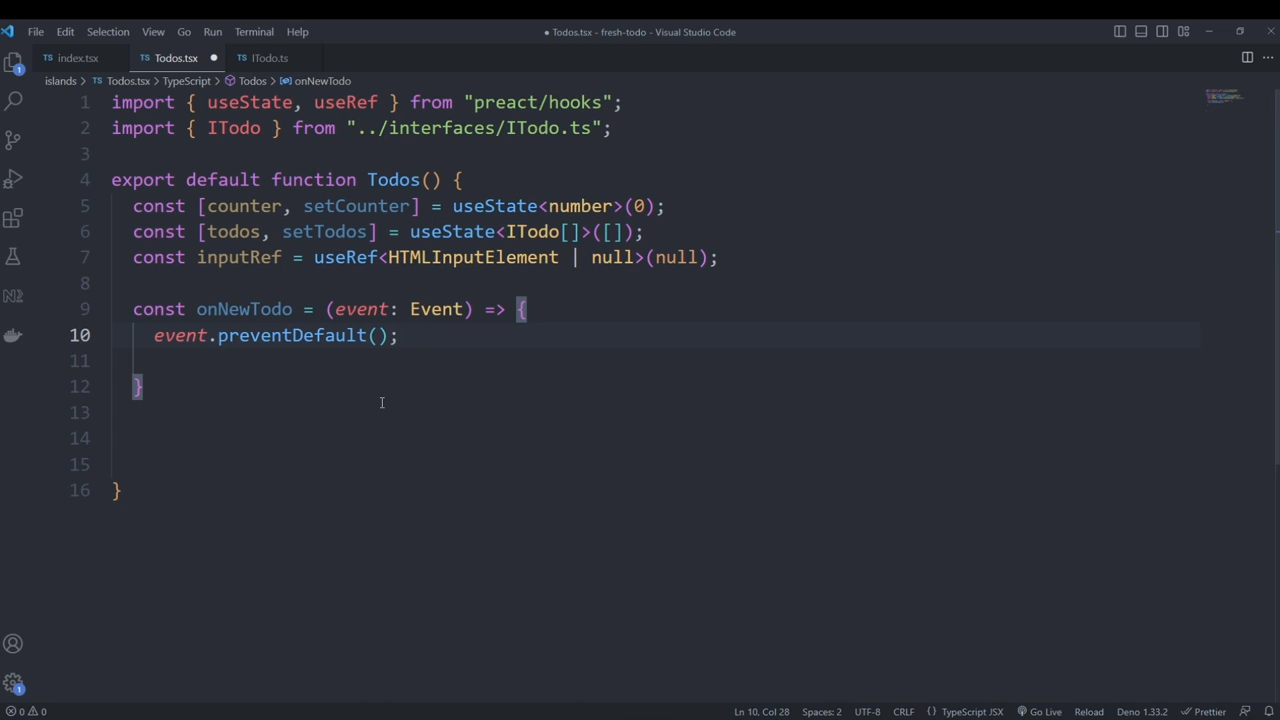 File Edit Selection View Go Run Terminal Help
● Todos.tsx - fresh-todo - Visual Studio Code
TS index.tsx TS Todos.tsx ● TS ITodo.ts
islands > TS Todos.tsx > TypeScript > Todos > onNewTodo
1 import { useState, useRef } from "preact/hooks";
2 import { ITodo } from "../interfaces/ITodo.ts";
3
4 export default function Todos() {
5 const [counter, setCounter] = useState<number>(0);
6 const [todos, setTodos] = useState<ITodo[]>([]);
7 const inputRef = useRef<HTMLInputElement | null>(null);
8
9 const onNewTodo = (event: Event) => {
10 event.preventDefault();
11
12 }
13
14
15
16 }
1
N2
1
0 0 Ln 10, Col 28 Spaces: 2 UTF-8 CRLF {} TypeScript JSX Go Live Reload Deno 1.33.2 Prettier